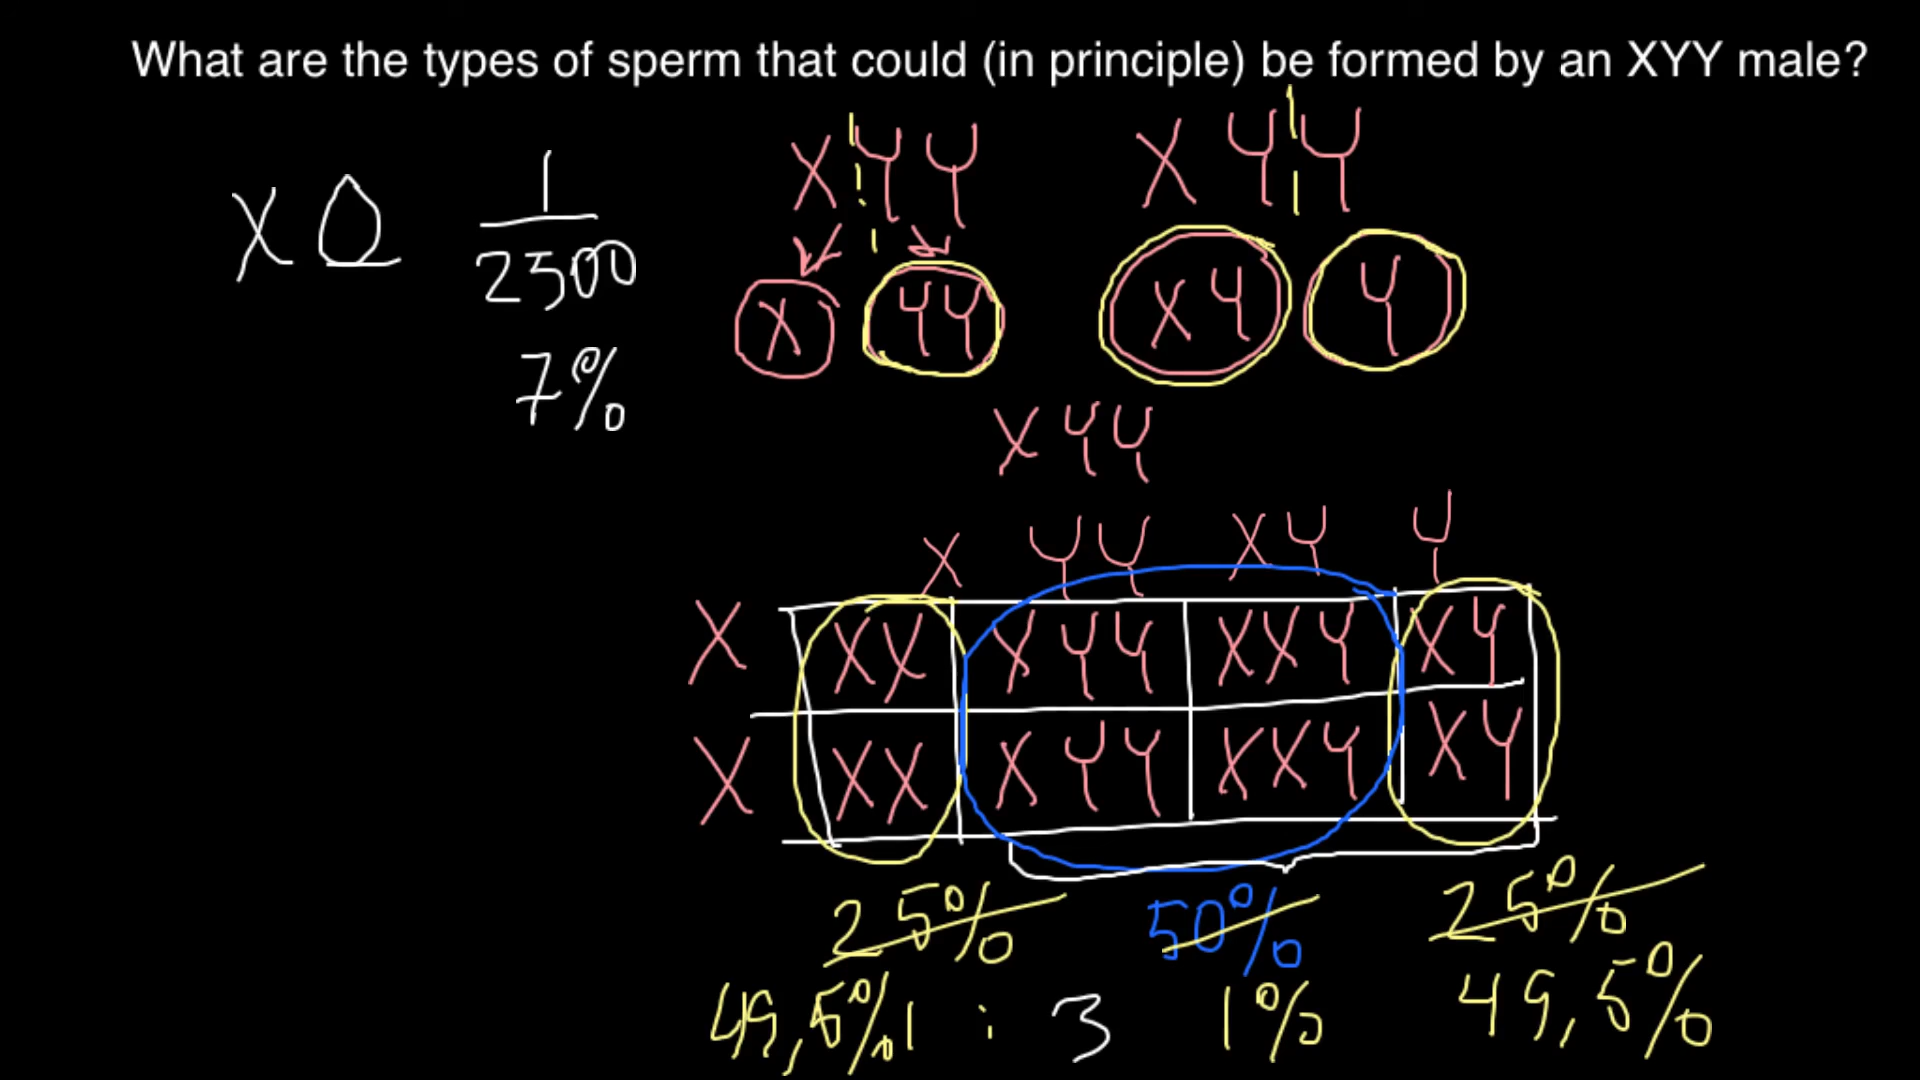 What are the types of sperm that could (in principle) be formed by an XYY male?
XYY XYY
XO 1/2500
X YY XY Y
7%
XYY
X YY XY Y
X XX XYY XXY XY
X XX XYY XXY XY
25% 50% 25%
49,5% 1 : 3 1% 49,5%